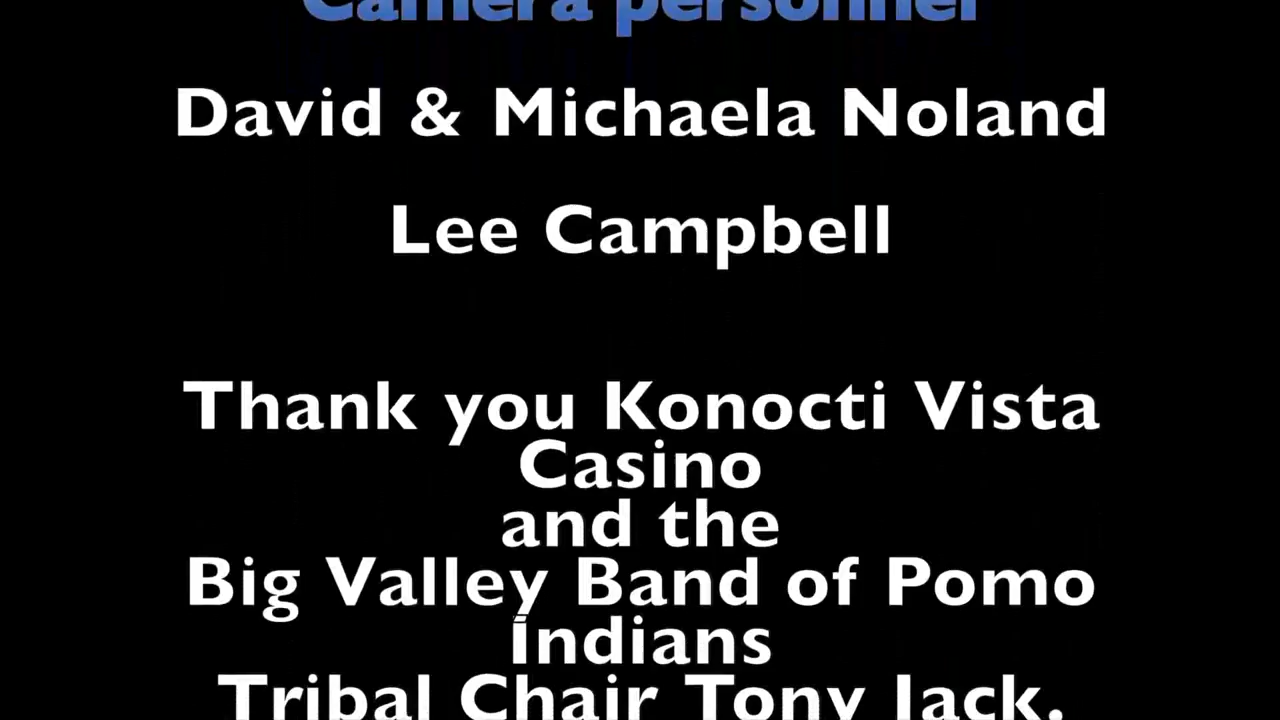 Camera personnel
David & Michaela Noland
Lee Campbell
Thank you Konocti Vista
Casino
and the
Big Valley Band of Pomo
Indians
Tribal Chair Tony Jack,